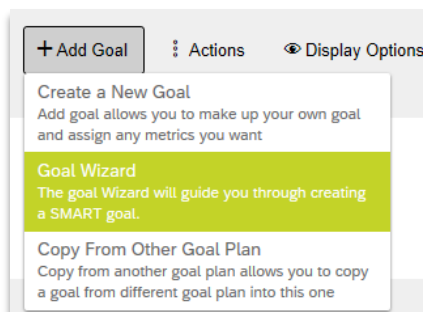 + Add Goal Actions Display Options
Create a New Goal
Add goal allows you to make up your own goal
and assign any metrics you want
Goal Wizard
The goal Wizard will guide you through creating
a SMART goal.
Copy From Other Goal Plan
Copy from another goal plan allows you to copy
a goal from different goal plan into this one